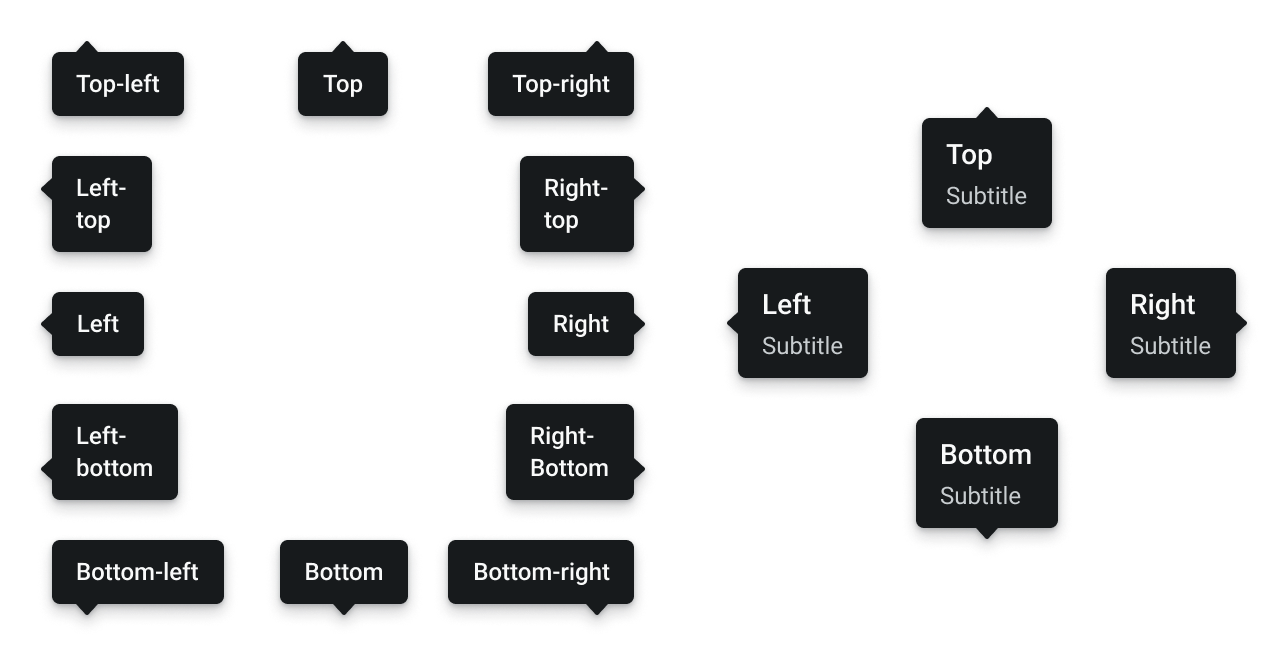 Top-left
Top
Top-right
Left-
top
Right-
top
Left
Right
Left-
bottom
Right-
Bottom
Bottom-left
Bottom
Bottom-right
Top
Subtitle
Left
Subtitle
Right
Subtitle
Bottom
Subtitle